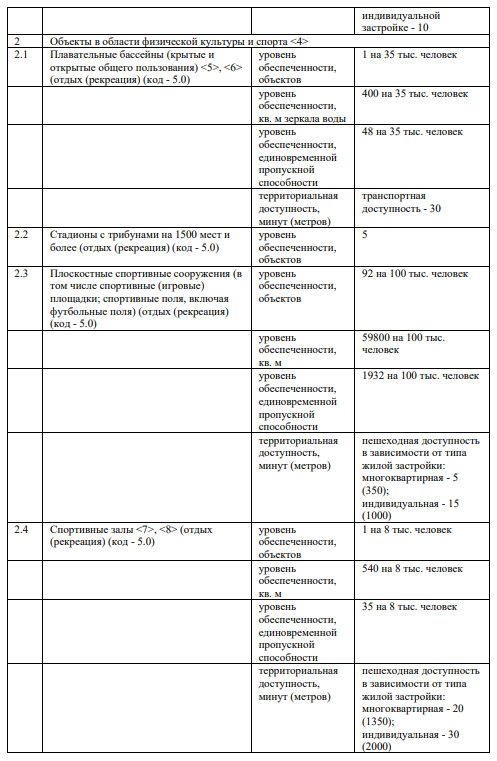 индивидуальной
застройке - 10
2 Объекты в области физической культуры и спорта <4>
2.1 Плавательные бассейны (крытые и
открытые общего пользования) <5>, <6>
(отдых (рекреация) (код - 5.0)
уровень
обеспеченности,
объектов
1 на 35 тыс. человек
уровень
обеспеченности,
кв. м зеркала воды
400 на 35 тыс. человек
уровень
обеспеченности,
единовременной
пропускной
способности
48 на 35 тыс. человек
территориальная
доступность,
минут (метров)
транспортная
доступность - 30
2.2 Стадионы с трибунами на 1500 мест и
более (отдых (рекреация) (код - 5.0)
уровень
обеспеченности,
объектов
5
2.3 Плоскостные спортивные сооружения (в
том числе спортивные (игровые)
площадки; спортивные поля, включая
футбольные поля) (отдых (рекреация)
(код - 5.0)
уровень
обеспеченности,
объектов
92 на 100 тыс. человек
уровень
обеспеченности,
кв. м
59800 на 100 тыс.
человек
уровень
обеспеченности,
единовременной
пропускной
способности
1932 на 100 тыс. человек
территориальная
доступность,
минут (метров)
пешеходная доступность
в зависимости от типа
жилой застройки:
многоквартирная - 5
(350);
индивидуальная - 15
(1000)
2.4 Спортивные залы <7>, <8> (отдых
(рекреация) (код - 5.0)
уровень
обеспеченности,
объектов
1 на 8 тыс. человек
уровень
обеспеченности,
кв. м
540 на 8 тыс. человек
уровень
обеспеченности,
единовременной
пропускной
способности
35 на 8 тыс. человек
территориальная
доступность,
минут (метров)
пешеходная доступность
в зависимости от типа
жилой застройки:
многоквартирная - 20
(1350);
индивидуальная - 30
(2000)